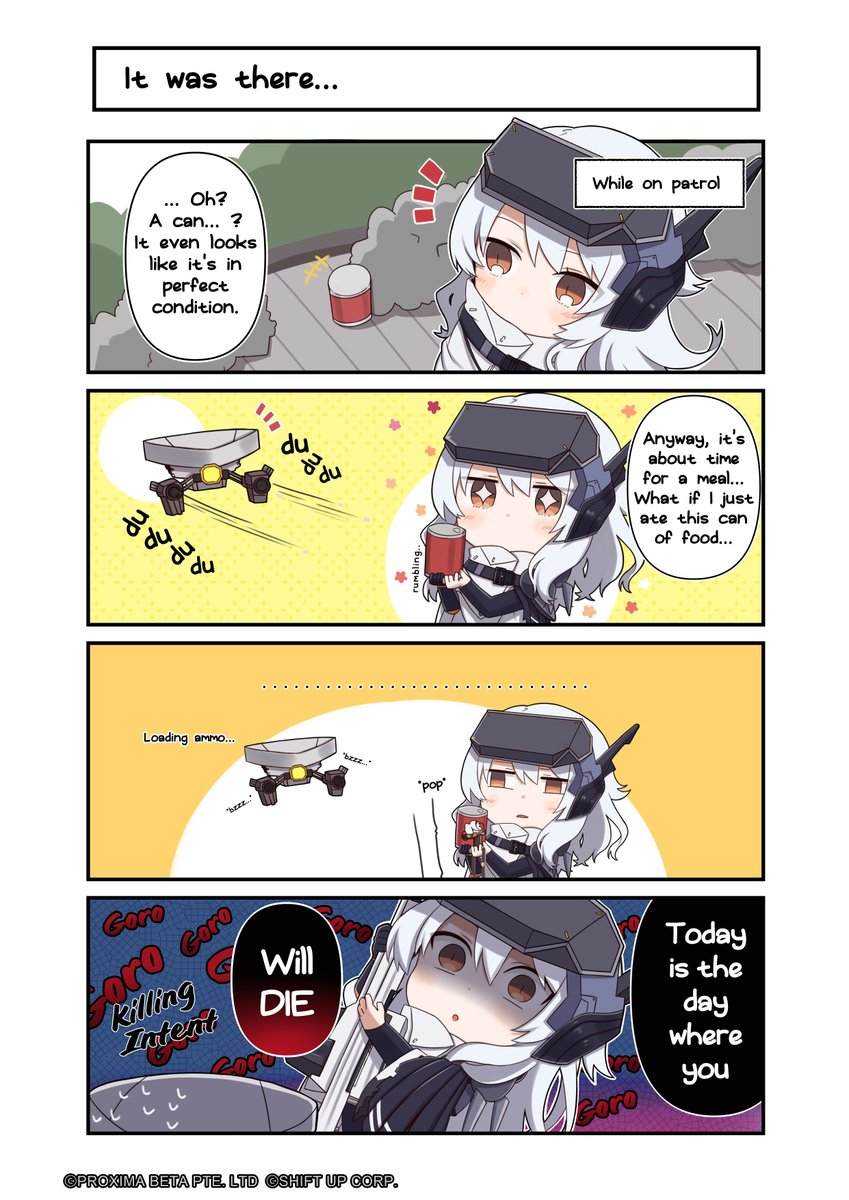 It was there...
While on patrol
... Oh?
A can... ?
It even looks
like it's in
perfect
condition.
du
du
du
du
du
du
du
Anyway, it's
about time
for a meal...
What if I just
ate this can
of food...
rumbling..
................................
Loading ammo...
"bzzz..."
"bzzz..."
"pop"
Today
is the
day
where
you
Will
DIE
Goro
Goro
Goro
Goro
Goro
Goro
Goro
Goro
Killing
Intent
©PROXIMA BETA PTE. LTD ©SHIFT UP CORP.